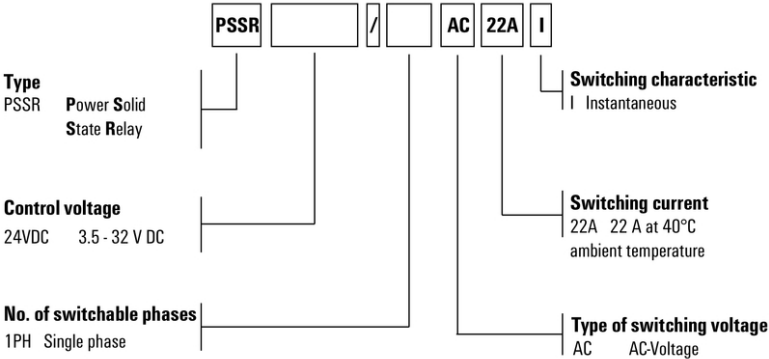 PSSR / AC 22A I
Type
PSSR Power Solid
State Relay
Control voltage
24VDC 3.5 - 32 V DC
No. of switchable phases
1PH Single phase
Switching characteristic
I Instantaneous
Switching current
22A 22 A at 40°C
ambient temperature
Type of switching voltage
AC AC-Voltage